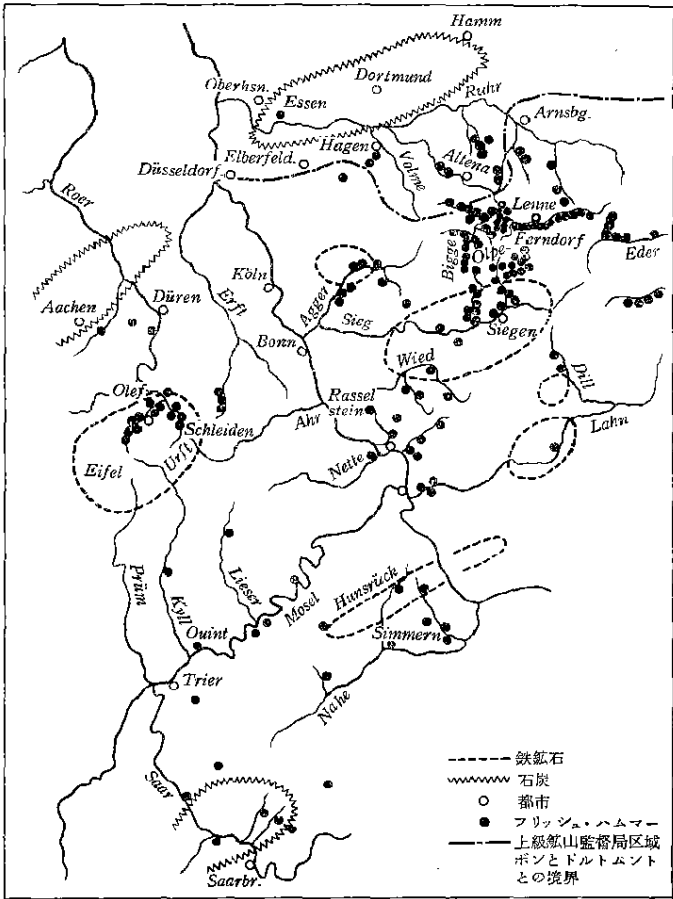 Hamm
Dortmund
Oberhsn.
Essen
Ruhr
Arnsbg.
Hagen
Elberfeld.
Altena
Volme
Düsseldorf.
Lenne
Roer
Ferndorf
Olpe
Bigge
Eder
Köln
Erft
Agger
Düren
Aachen
Sieg
Siegen
Bonn
Wied
Dill
Olef
Rassel
stein
Schleiden
Ahr
Lahn
Urft
Eifel
Nette
Prüm
Kyll
Lieser
Mosel
Hunsrück
Simmern
Quint
Trier
Nahe
Saar
Saarbr.
鉄鉱石
石炭
都市
フリッシュ・ハムマー
上級鉱山監督局区域
ボンとドルトムント
との境界